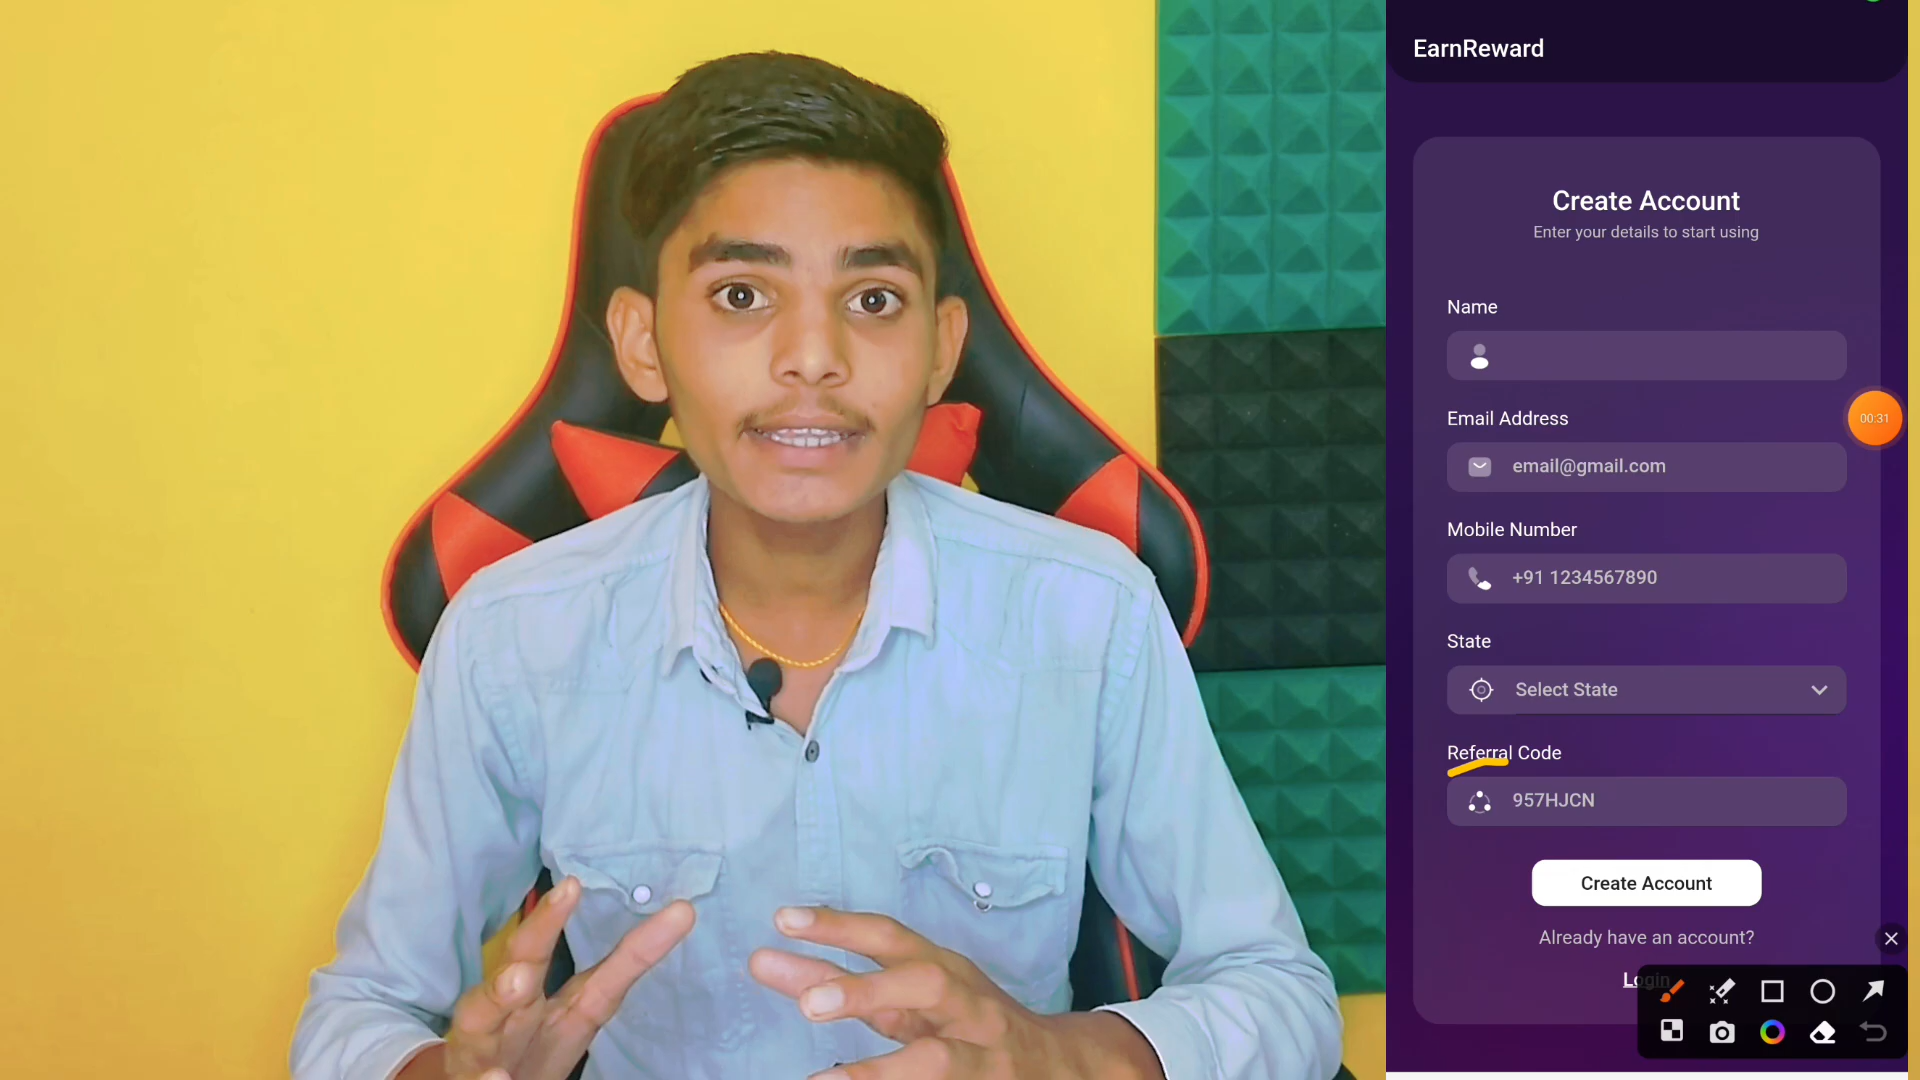 EarnReward
Create Account
Enter your details to start using
Name
Email Address
email@gmail.com
00:31
Mobile Number
+91 1234567890
State
Select State
Referral Code
957HJCN
Create Account
Already have an account?
Login